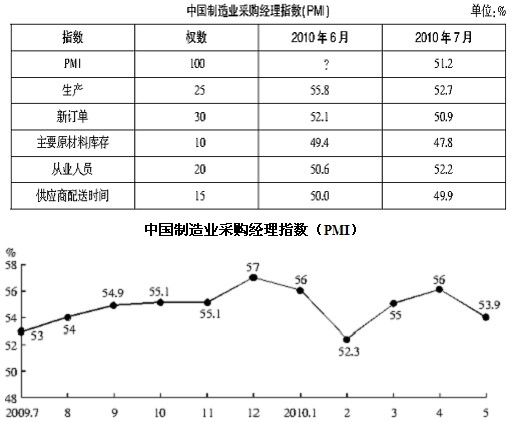 中国制造业采购经理指数(PMI) 单位:%
指数 权数 2010年6月 2010年7月
PMI 100 ? 51.2
生产 25 55.8 52.7
新订单 30 52.1 50.9
主要原材料库存 10 49.4 47.8
从业人员 20 50.6 52.2
供应商配送时间 15 50.0 49.9
中国制造业采购经理指数（PMI）
%
58
57
56
56
56
54.9
55.1
55.1
55
54
54
53.9
53
52
52.3
50
48
2009.7 8 9 10 11 12 2010.1 2 3 4 5